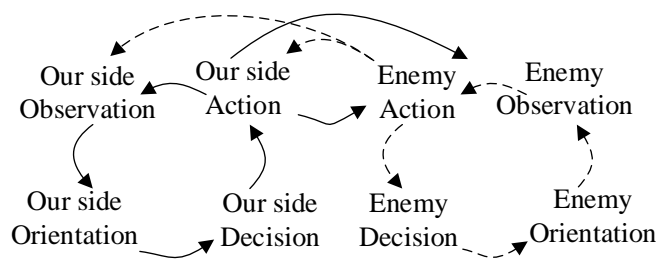 Our side
Observation
Our side
Action
Enemy
Action
Enemy
Observation
Our side
Orientation
Our side
Decision
Enemy
Decision
Enemy
Orientation